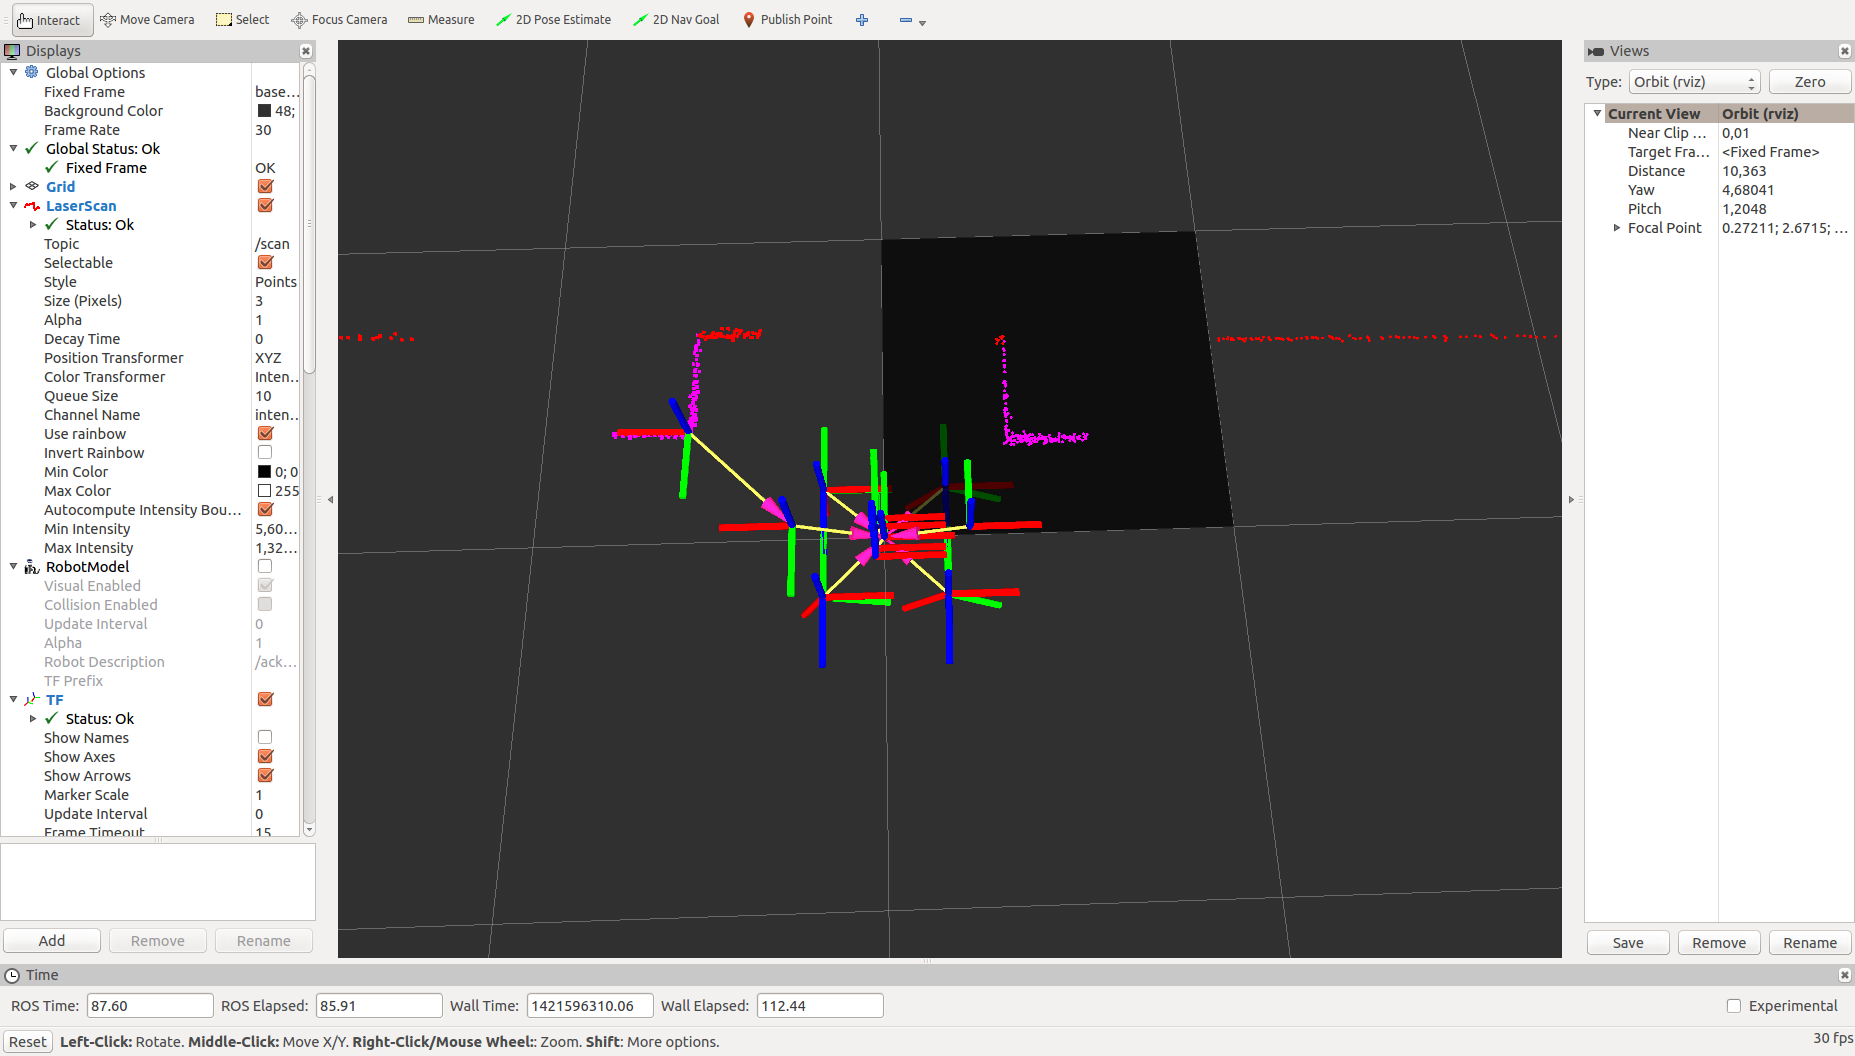 Interact Move Camera Select Focus Camera Measure 2D Pose Estimate 2D Nav Goal Publish Point
Displays
Global Options
Fixed Frame base...
Background Color 48;
Frame Rate 30
Global Status: Ok
Fixed Frame OK
Grid
LaserScan
Status: Ok
Topic /scan
Selectable
Style Points
Size (Pixels) 3
Alpha 1
Decay Time 0
Position Transformer XYZ
Color Transformer Inten...
Queue Size 10
Channel Name inten...
Use rainbow
Invert Rainbow
Min Color 0; 0
Max Color 255
Autocompute Intensity Bou...
Min Intensity 5,60...
Max Intensity 1,32...
RobotModel
Visual Enabled
Collision Enabled
Update Interval 0
Alpha 1
Robot Description /ack...
TF Prefix
TF
Status: Ok
Show Names
Show Axes
Show Arrows
Marker Scale 1
Update Interval 0
Frame Timeout 15
Add Remove Rename
Views
Type: Orbit (rviz) Zero
Current View Orbit (rviz)
Near Clip ... 0,01
Target Fra... <Fixed Frame>
Distance 10,363
Yaw 4,68041
Pitch 1,2048
Focal Point 0.27211; 2.6715; ...
Save Remove Rename
Time
ROS Time: 87.60 ROS Elapsed: 85.91 Wall Time: 1421596310.06 Wall Elapsed: 112.44 Experimental
Reset Left-Click: Rotate. Middle-Click: Move X/Y. Right-Click/Mouse Wheel:: Zoom. Shift: More options. 30 fps